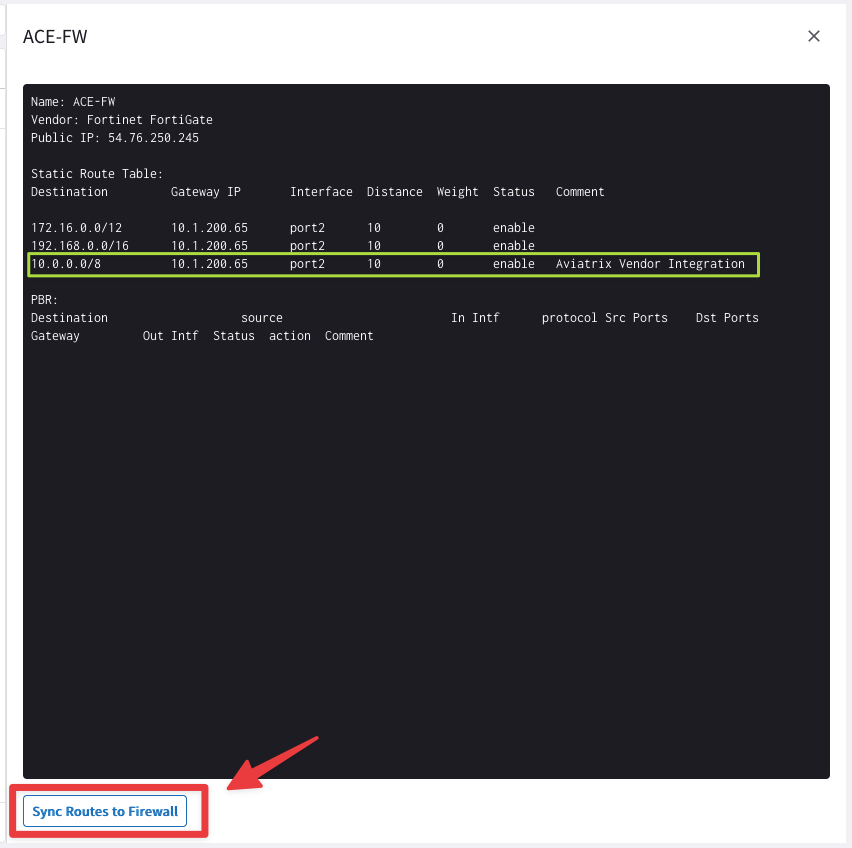 ACE-FW
Name: ACE-FW
Vendor: Fortinet FortiGate
Public IP: 54.76.250.245
Static Route Table:
Destination Gateway IP Interface Distance Weight Status Comment
172.16.0.0/12 10.1.200.65 port2 10 0 enable
192.168.0.0/16 10.1.200.65 port2 10 0 enable
10.0.0.0/8 10.1.200.65 port2 10 0 enable Aviatrix Vendor Integration
PBR:
Destination source In Intf protocol Src Ports Dst Ports
Gateway Out Intf Status action Comment
Sync Routes to Firewall